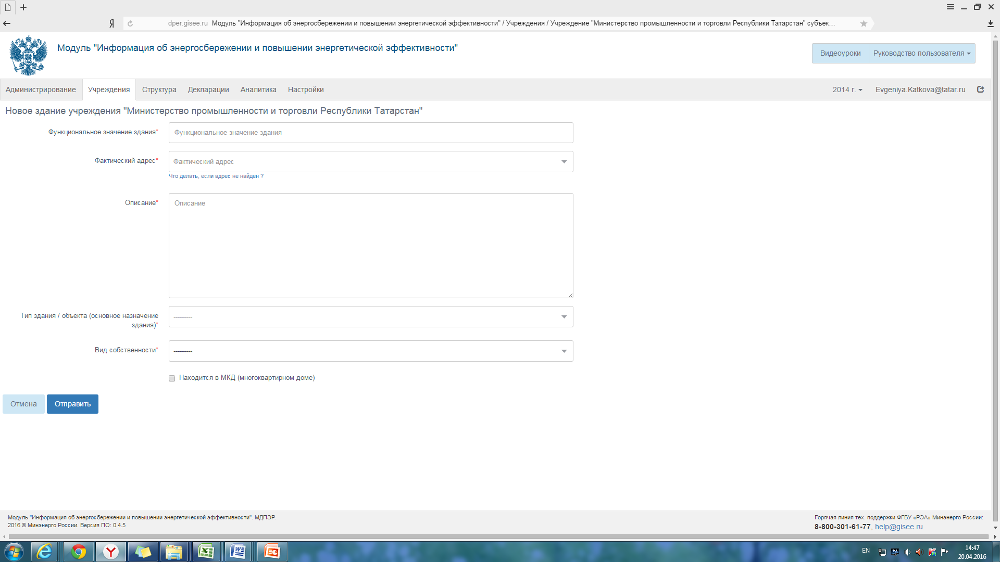 dper.gisee.ru Модуль "Информация об энергосбережении и повышении энергетической эффективности" / Учреждения / Учреждение "Министерство промышленности и торговли Республики Татарстан" субъек...
Модуль "Информация об энергосбережении и повышении энергетической эффективности"
Видеоуроки Руководство пользователя
Администрирование Учреждения Структура Декларации Аналитика Настройки 2014 г. Evgeniya.Katkova@tatar.ru
Новое здание учреждения "Министерство промышленности и торговли Республики Татарстан"
Функциональное значение здания* Функциональное значение здания
Фактический адрес* Фактический адрес
Что делать, если адрес не найден ?
Описание* Описание
Тип здания / объекта (основное назначение ---------
здания)*
Вид собственности* ---------
Находится в МКД (многоквартирном доме)
Отмена Отправить
Модуль "Информация об энергосбережении и повышении энергетической эффективности". МДПЭР.
2016 © Минэнерго России. Версия ПО: 0.4.5
Горячая линия тех. поддержки ФГБУ «РЭА» Минэнерго России:
8-800-301-61-77, help@gisee.ru
EN
14:47
20.04.2016